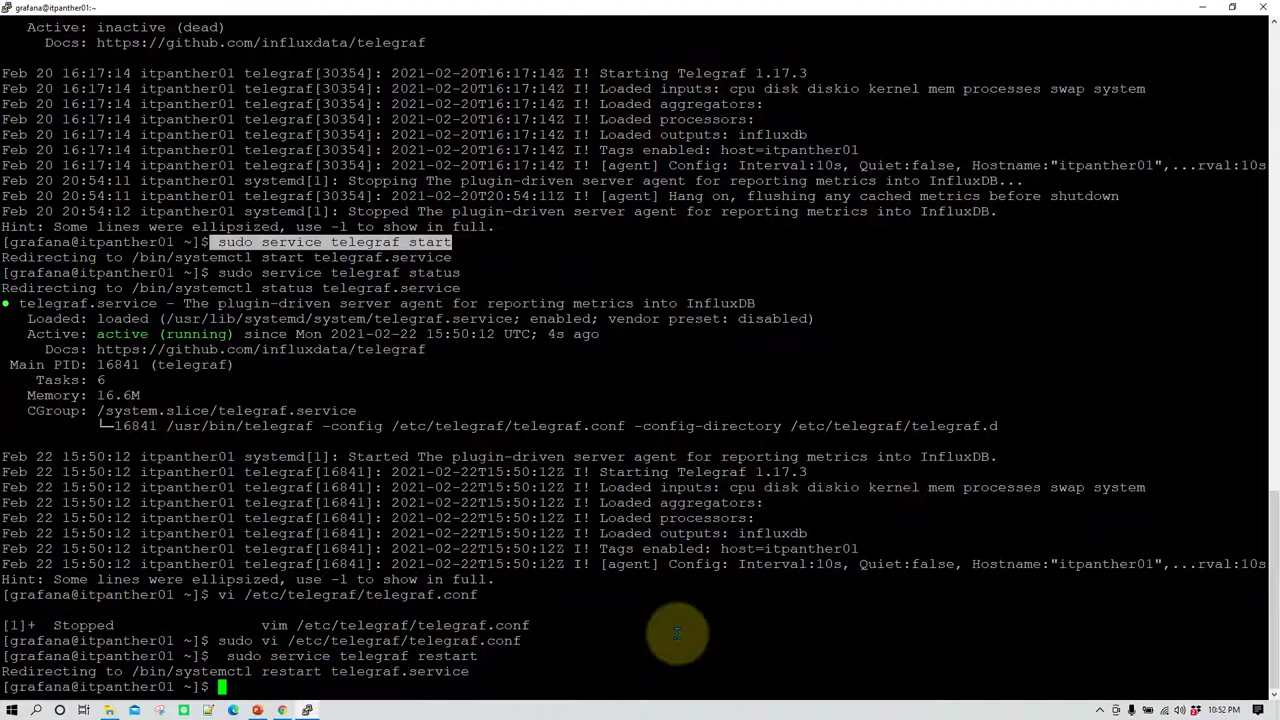 grafana@itpanther01:~
Active: inactive (dead)
Docs: https://github.com/influxdata/telegraf
Feb 20 16:17:14 itpanther01 telegraf[30354]: 2021-02-20T16:17:14Z I! Starting Telegraf 1.17.3
Feb 20 16:17:14 itpanther01 telegraf[30354]: 2021-02-20T16:17:14Z I! Loaded inputs: cpu disk diskio kernel mem processes swap system
Feb 20 16:17:14 itpanther01 telegraf[30354]: 2021-02-20T16:17:14Z I! Loaded aggregators:
Feb 20 16:17:14 itpanther01 telegraf[30354]: 2021-02-20T16:17:14Z I! Loaded processors:
Feb 20 16:17:14 itpanther01 telegraf[30354]: 2021-02-20T16:17:14Z I! Loaded outputs: influxdb
Feb 20 16:17:14 itpanther01 telegraf[30354]: 2021-02-20T16:17:14Z I! Tags enabled: host=itpanther01
Feb 20 16:17:14 itpanther01 telegraf[30354]: 2021-02-20T16:17:14Z I! [agent] Config: Interval:10s, Quiet:false, Hostname:"itpanther01",...rval:10s
Feb 20 20:54:11 itpanther01 systemd[1]: Stopping The plugin-driven server agent for reporting metrics into InfluxDB...
Feb 20 20:54:11 itpanther01 telegraf[30354]: 2021-02-20T20:54:11Z I! [agent] Hang on, flushing any cached metrics before shutdown
Feb 20 20:54:12 itpanther01 systemd[1]: Stopped The plugin-driven server agent for reporting metrics into InfluxDB.
Hint: Some lines were ellipsized, use -l to show in full.
[grafana@itpanther01 ~]$ sudo service telegraf start
Redirecting to /bin/systemctl start telegraf.service
[grafana@itpanther01 ~]$ sudo service telegraf status
Redirecting to /bin/systemctl status telegraf.service
● telegraf.service - The plugin-driven server agent for reporting metrics into InfluxDB
Loaded: loaded (/usr/lib/systemd/system/telegraf.service; enabled; vendor preset: disabled)
Active: active (running) since Mon 2021-02-22 15:50:12 UTC; 4s ago
Docs: https://github.com/influxdata/telegraf
Main PID: 16841 (telegraf)
Tasks: 6
Memory: 16.6M
CGroup: /system.slice/telegraf.service
└─16841 /usr/bin/telegraf -config /etc/telegraf/telegraf.conf -config-directory /etc/telegraf/telegraf.d
Feb 22 15:50:12 itpanther01 systemd[1]: Started The plugin-driven server agent for reporting metrics into InfluxDB.
Feb 22 15:50:12 itpanther01 telegraf[16841]: 2021-02-22T15:50:12Z I! Starting Telegraf 1.17.3
Feb 22 15:50:12 itpanther01 telegraf[16841]: 2021-02-22T15:50:12Z I! Loaded inputs: cpu disk diskio kernel mem processes swap system
Feb 22 15:50:12 itpanther01 telegraf[16841]: 2021-02-22T15:50:12Z I! Loaded aggregators:
Feb 22 15:50:12 itpanther01 telegraf[16841]: 2021-02-22T15:50:12Z I! Loaded processors:
Feb 22 15:50:12 itpanther01 telegraf[16841]: 2021-02-22T15:50:12Z I! Loaded outputs: influxdb
Feb 22 15:50:12 itpanther01 telegraf[16841]: 2021-02-22T15:50:12Z I! Tags enabled: host=itpanther01
Feb 22 15:50:12 itpanther01 telegraf[16841]: 2021-02-22T15:50:12Z I! [agent] Config: Interval:10s, Quiet:false, Hostname:"itpanther01",...rval:10s
Hint: Some lines were ellipsized, use -l to show in full.
[grafana@itpanther01 ~]$ vi /etc/telegraf/telegraf.conf
[1]+ Stopped vim /etc/telegraf/telegraf.conf
[grafana@itpanther01 ~]$ sudo vi /etc/telegraf/telegraf.conf
[grafana@itpanther01 ~]$ sudo service telegraf restart
Redirecting to /bin/systemctl restart telegraf.service
[grafana@itpanther01 ~]$
10:52 PM